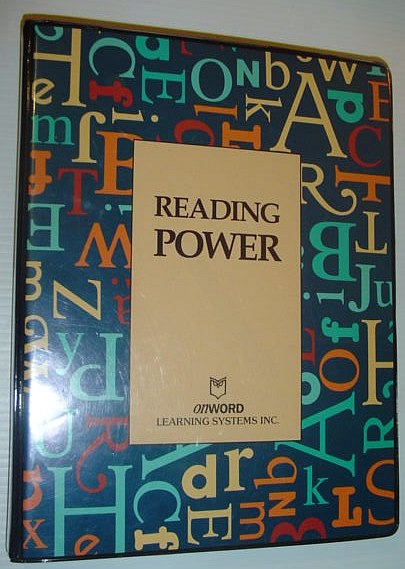 READING
POWER
onWORD
LEARNING SYSTEMS INC.